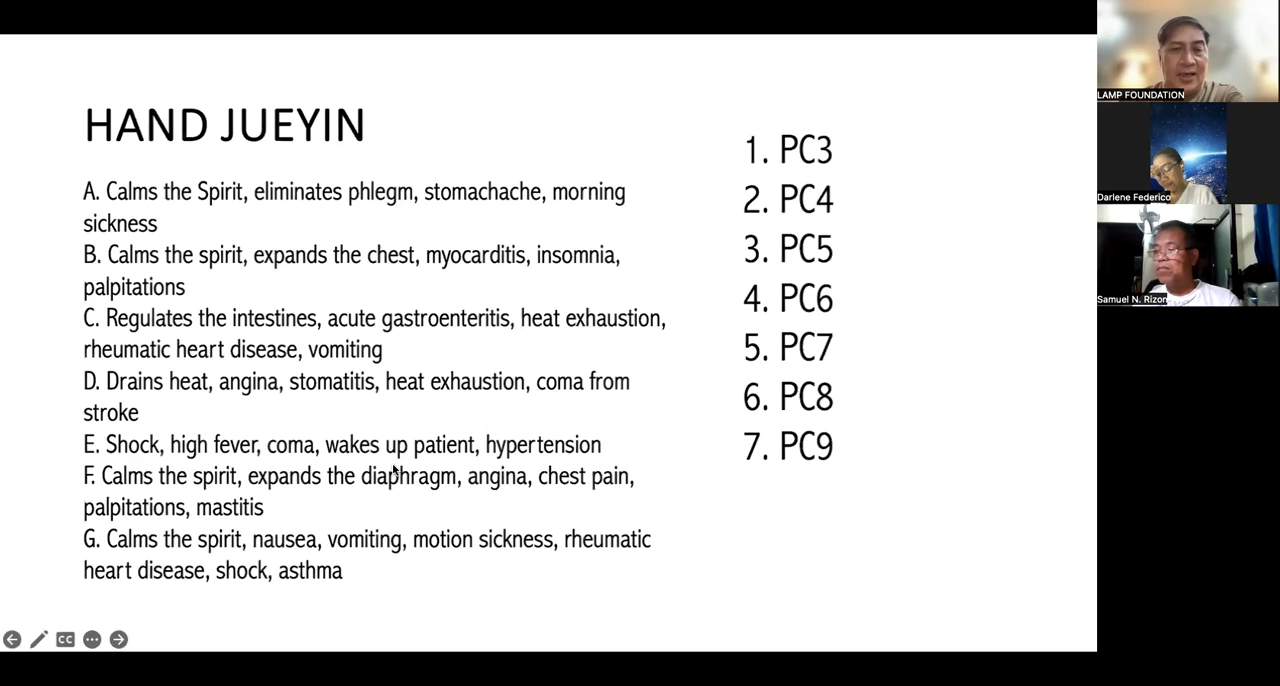 HAND JUEYIN
A. Calms the Spirit, eliminates phlegm, stomachache, morning
sickness
B. Calms the spirit, expands the chest, myocarditis, insomnia,
palpitations
C. Regulates the intestines, acute gastroenteritis, heat exhaustion,
rheumatic heart disease, vomiting
D. Drains heat, angina, stomatitis, heat exhaustion, coma from
stroke
E. Shock, high fever, coma, wakes up patient, hypertension
F. Calms the spirit, expands the diaphragm, angina, chest pain,
palpitations, mastitis
G. Calms the spirit, nausea, vomiting, motion sickness, rheumatic
heart disease, shock, asthma
1. PC3
2. PC4
3. PC5
4. PC6
5. PC7
6. PC8
7. PC9
LAMP FOUNDATION
Darlene Federico
Samuel N. Rizon
CC